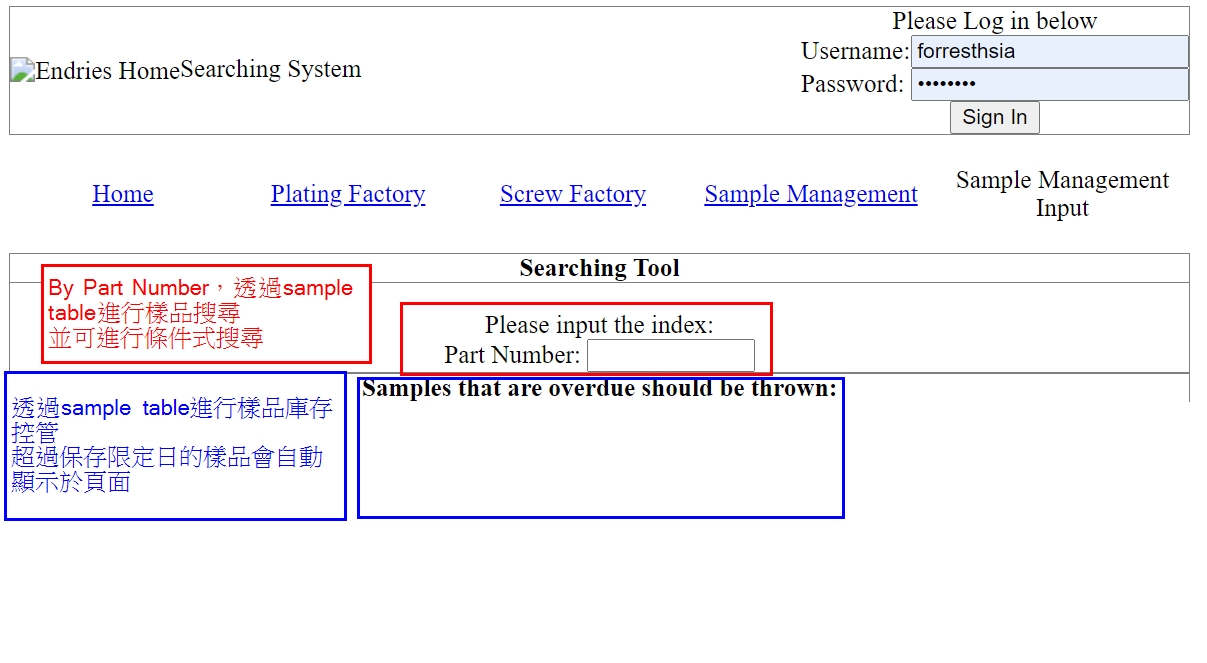 Please Log in below
Username: forresthsia
Endries Home Searching System
Password: ••••••••
Sign In
Home
Plating Factory
Screw Factory
Sample Management
Sample Management
Input
Searching Tool
By Part Number，透過sample
table進行樣品搜尋
並可進行條件式搜尋
Please input the index:
Part Number:
Samples that are overdue should be thrown:
透過sample table進行樣品庫存
控管
超過保存限定日的樣品會自動
顯示於頁面